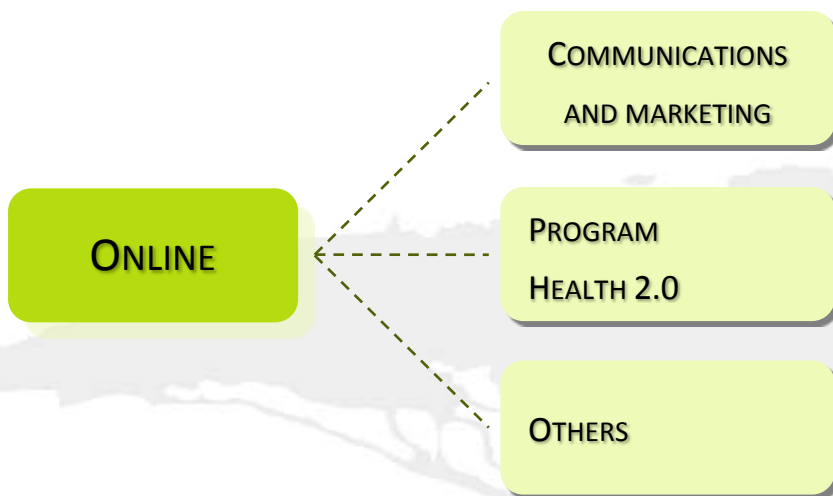 COMMUNICATIONS
AND MARKETING
ONLINE
PROGRAM
HEALTH 2.0
OTHERS